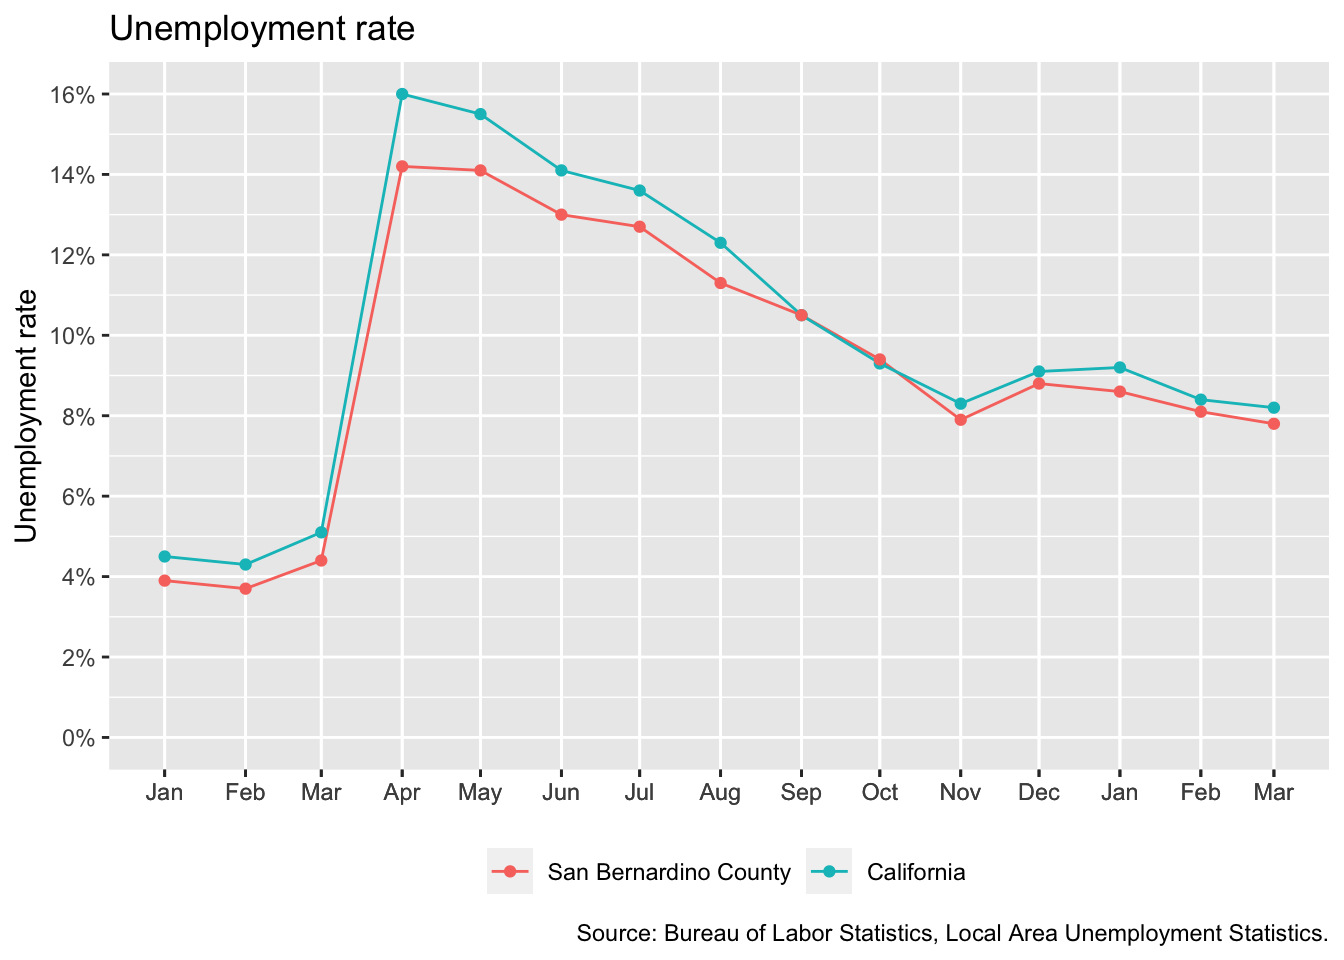 Unemployment rate
Unemployment rate
16%
14%
12%
10%
8%
6%
4%
2%
0%
Jan Feb Mar Apr May Jun Jul Aug Sep Oct Nov Dec Jan Feb Mar
San Bernardino County California
Source: Bureau of Labor Statistics, Local Area Unemployment Statistics.